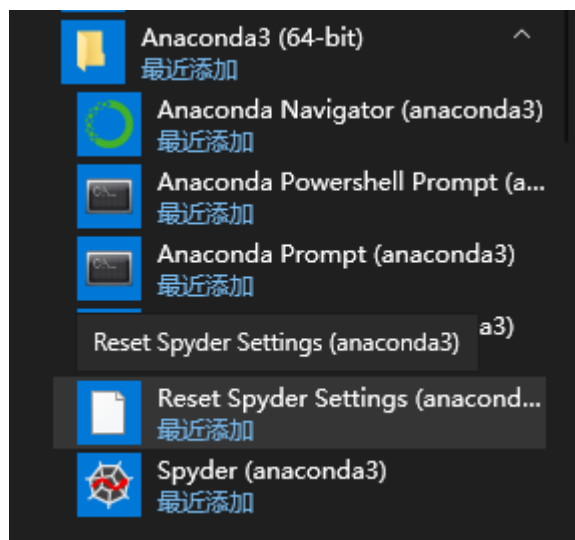 Anaconda3 (64-bit)
最近添加
Anaconda Navigator (anaconda3)
最近添加
Anaconda Powershell Prompt (a...
最近添加
Anaconda Prompt (anaconda3)
最近添加
a3)
Reset Spyder Settings (anaconda3)
Reset Spyder Settings (anacond...
最近添加
Spyder (anaconda3)
最近添加